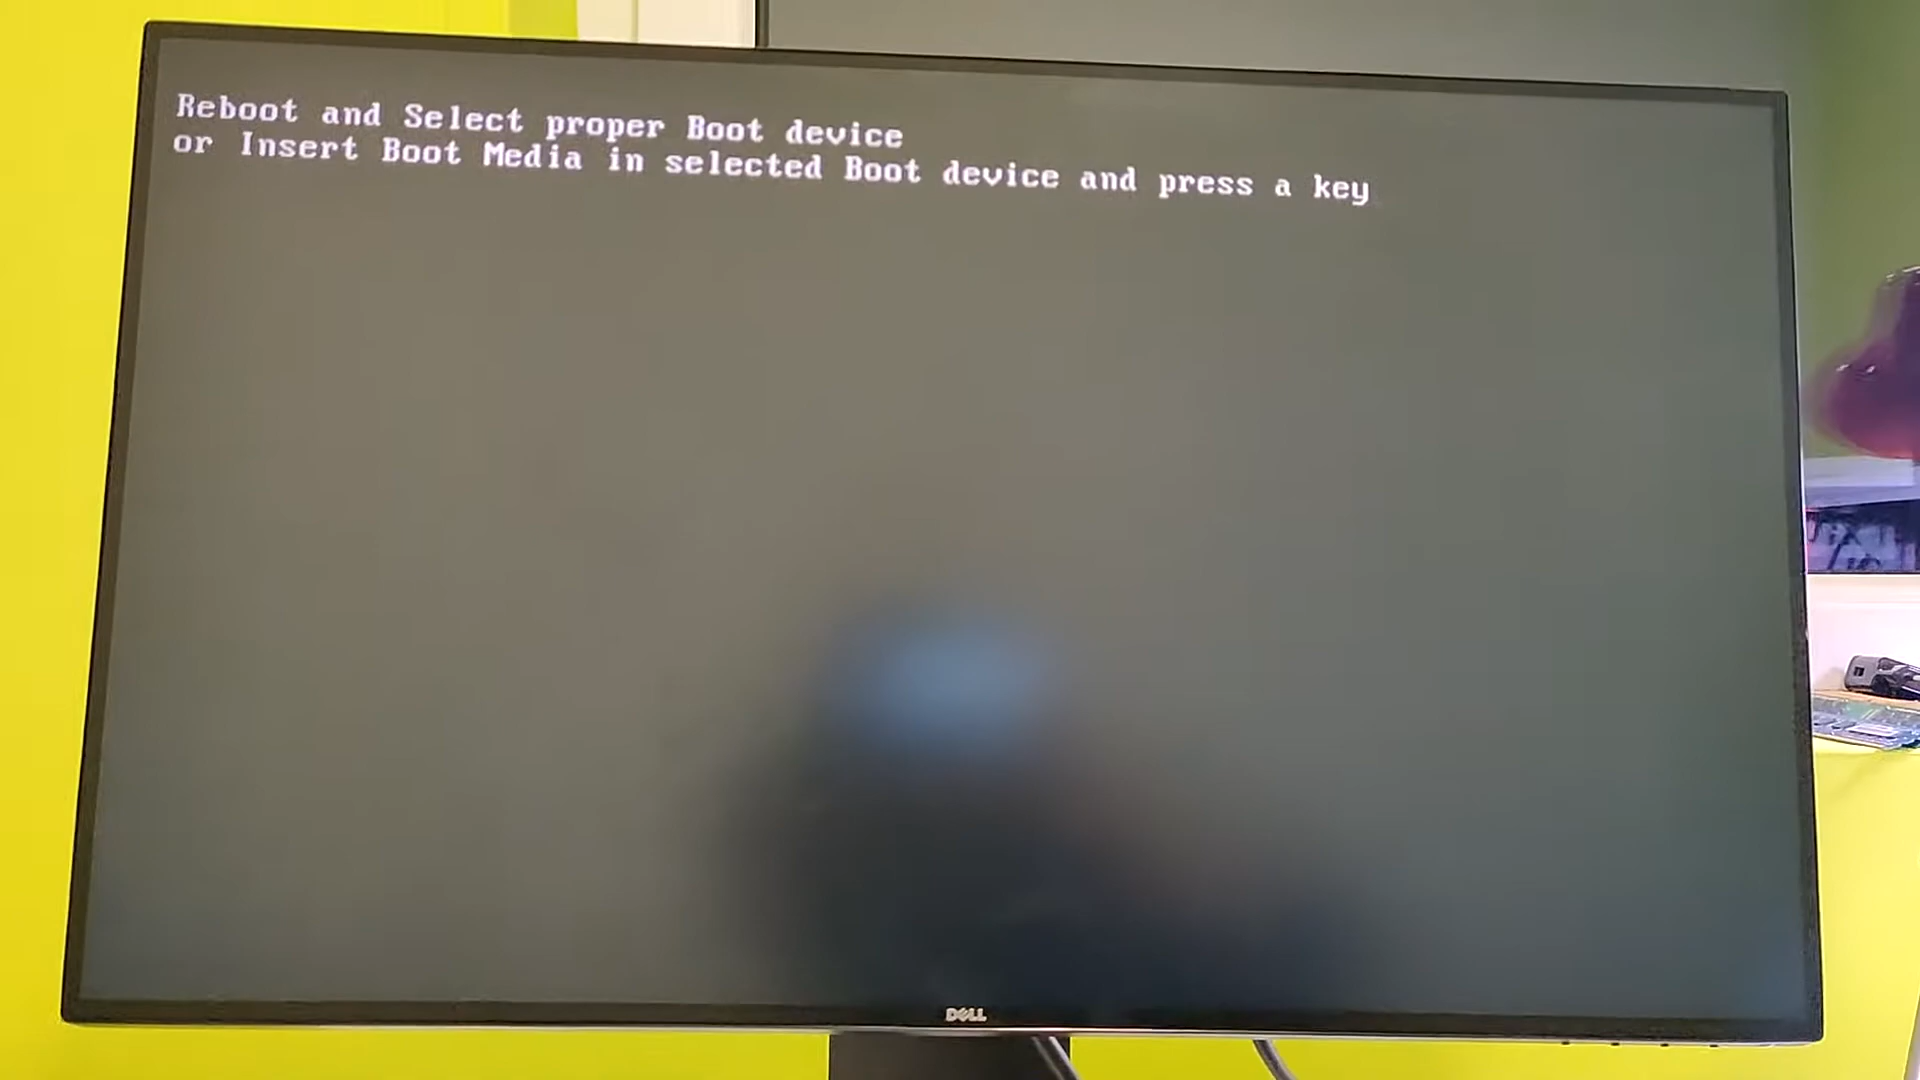 Reboot and Select proper Boot device
or Insert Boot Media in selected Boot device and press a key
DELL